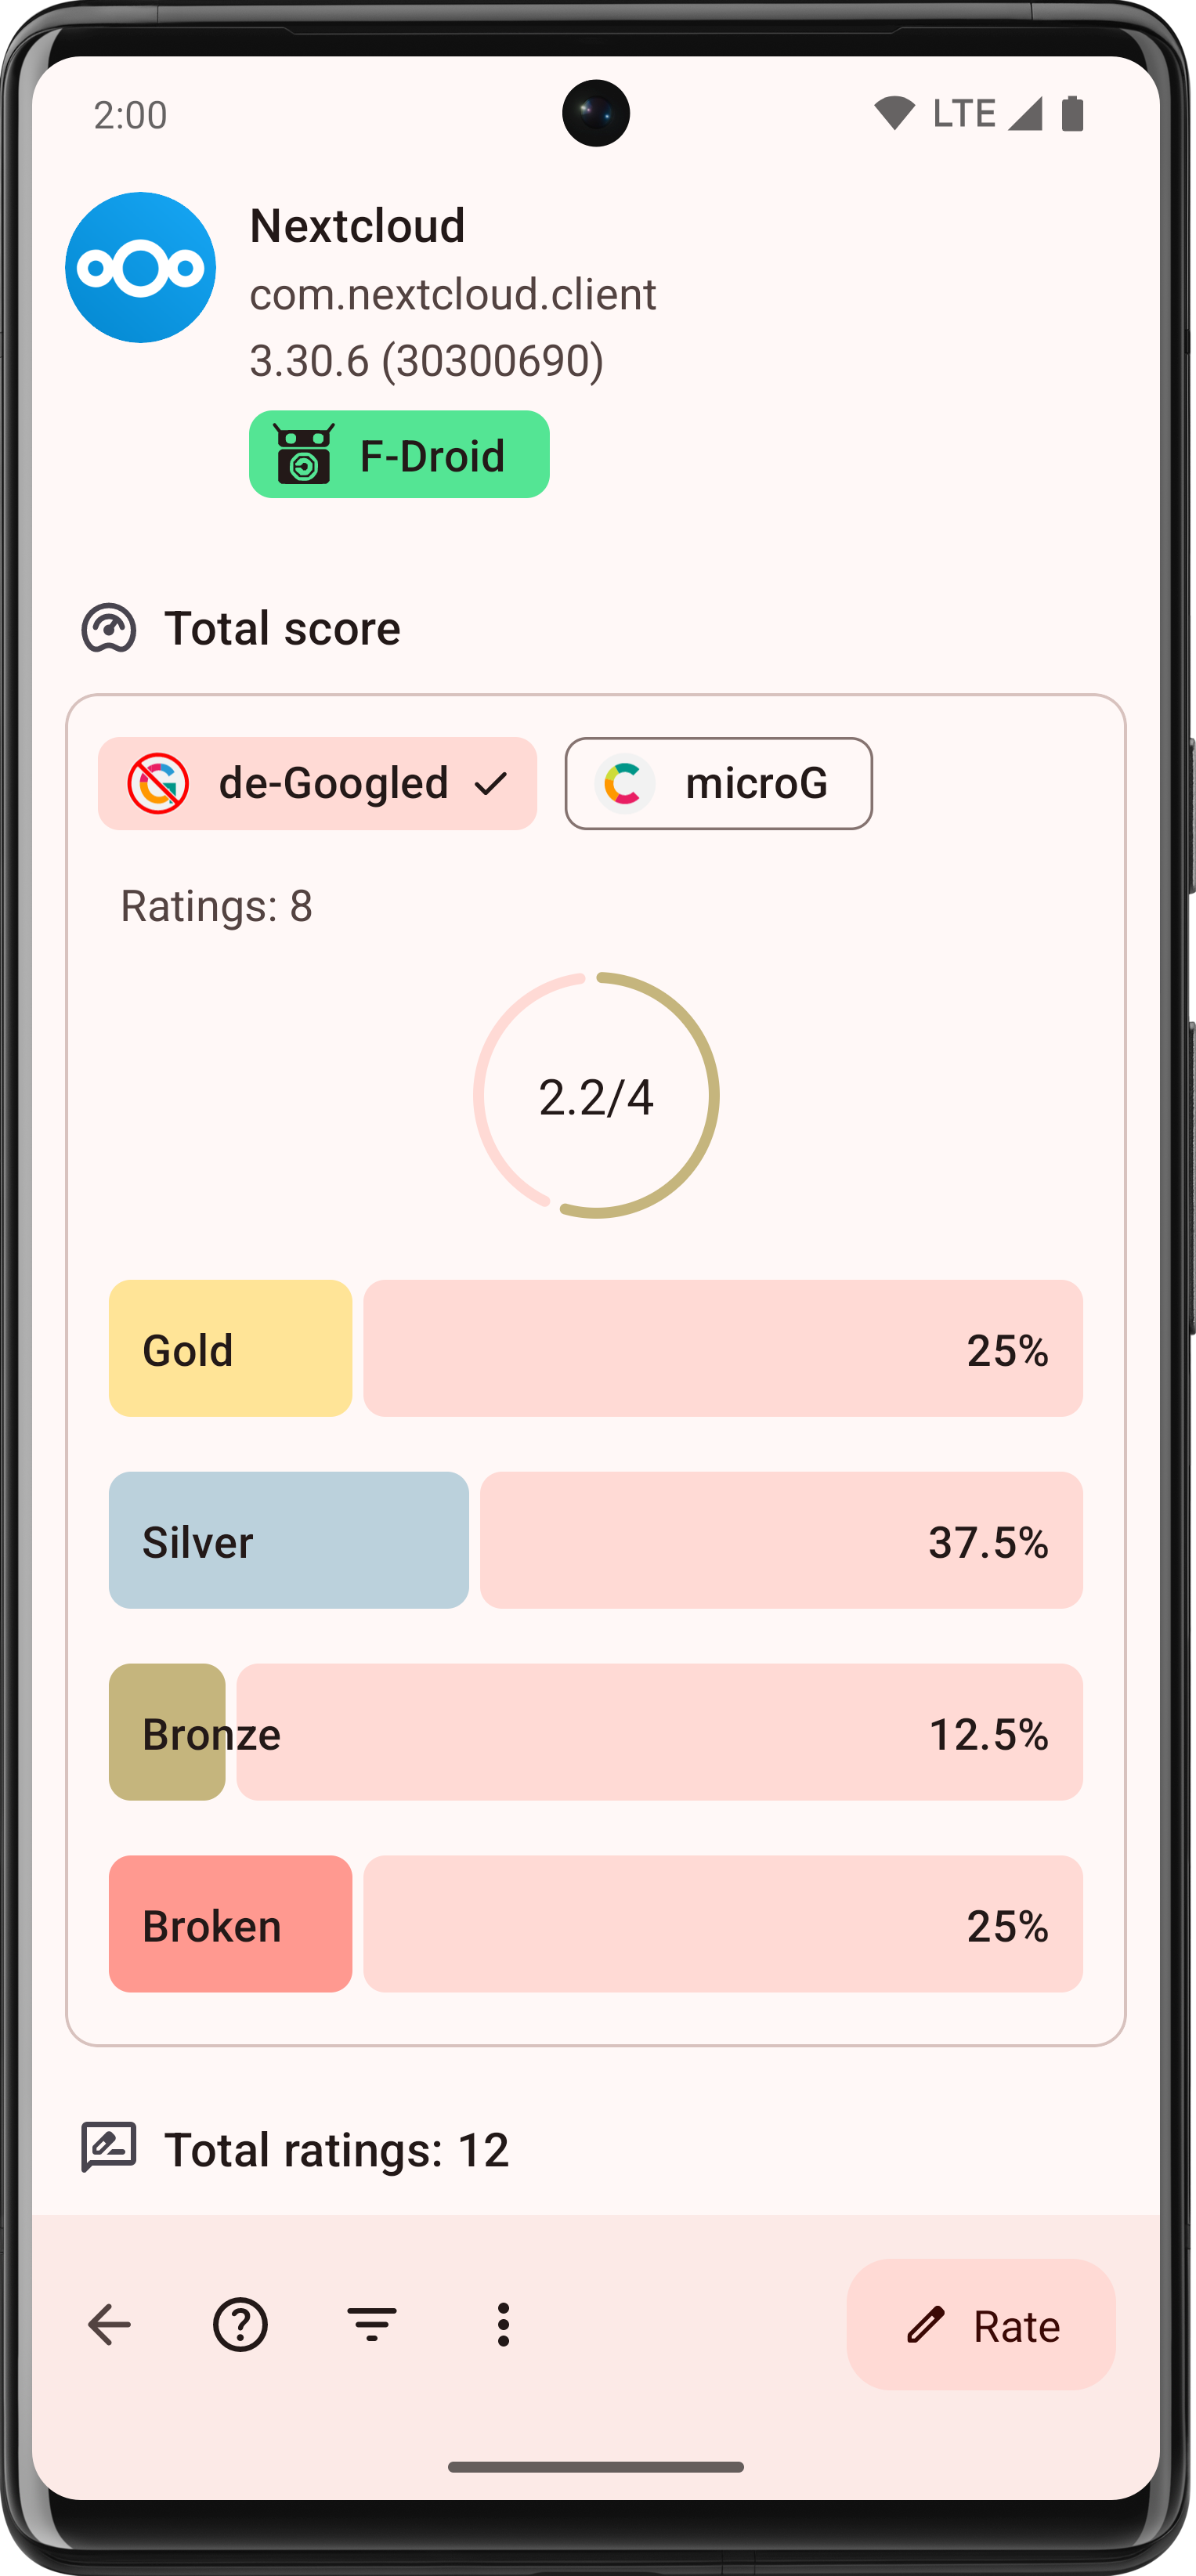 2:00
LTE
Nextcloud
com.nextcloud.client
3.30.6 (30300690)
F-Droid
Total score
de-Googled
microG
Ratings: 8
2.2/4
Gold 25%
Silver 37.5%
Bronze 12.5%
Broken 25%
Total ratings: 12
Rate